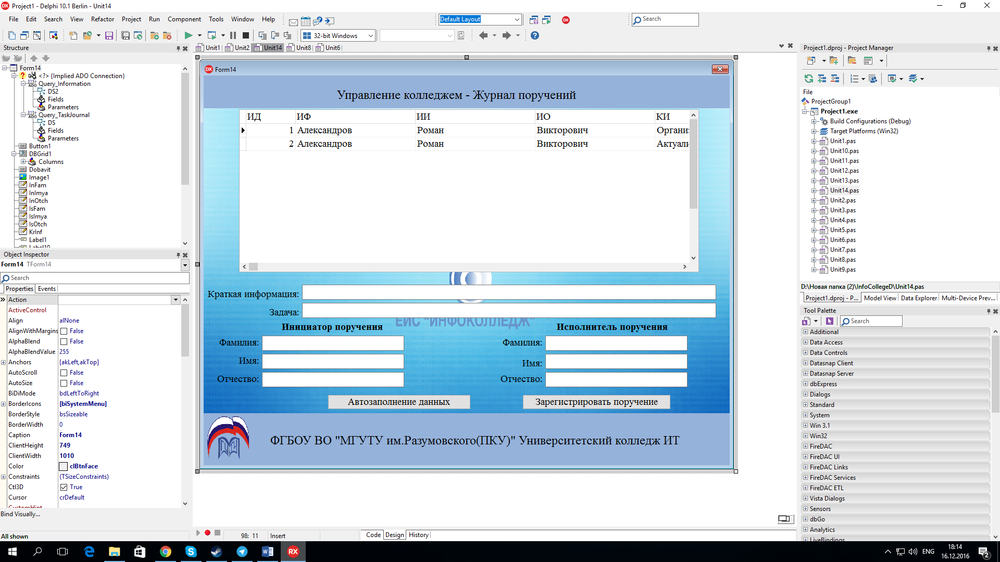 Project1 - Delphi 10.1 Berlin - Unit14
File Edit Search View Refactor Project Run Component Tools Window Help
Default Layout
Search
32-bit Windows
Structure
Form14
<?> {Implied ADO Connection}
Query_Information
DS2
Fields
Parameters
Query_TaskJournal
DS
Fields
Parameters
Button1
DBGrid1
Columns
Dobavit
Image1
InFam
InImya
InOtch
IsFam
IsImya
IsOtch
KrInf
Label1
Label10
Object Inspector
Form14 TForm14
Search
Properties Events
Action
ActiveControl
Align alNone
AlignWithMargins False
AlphaBlend False
AlphaBlendValue 255
Anchors [akLeft,akTop]
AutoScroll False
AutoSize False
BiDiMode bdLeftToRight
BorderIcons [biSystemMenu]
BorderStyle bsSizeable
BorderWidth 0
Caption Form14
ClientHeight 749
ClientWidth 1010
Color clBtnFace
Constraints (TSizeConstraints)
Ctl3D True
Cursor crDefault
CustomHint
Bind Visually...
All shown
Unit1 Unit2 Unit14 Unit8 Unit6
Form14
Управление колледжем - Журнал поручений
ИД ИФ ИИ ИО КИ
1 Александров Роман Викторович Органи
2 Александров Роман Викторович Актуали
Краткая информация:
Задача:
ЕИС "ИНФОКОЛЛЕДЖ"
Инициатор поручения Исполнитель поручения
Фамилия: Фамилия:
Имя: Имя:
Отчество: Отчество:
Автозаполнение данных Зарегистрировать поручение
ФГБОУ ВО "МГУТУ им.Разумовского(ПКУ)" Университетский колледж ИТ
98: 11 Insert
Code Design History
Project1.dproj - Project Manager
File
ProjectGroup1
Project1.exe
Build Configurations (Debug)
Target Platforms (Win32)
Unit1.pas
Unit10.pas
Unit11.pas
Unit12.pas
Unit13.pas
Unit14.pas
Unit2.pas
Unit3.pas
Unit4.pas
Unit5.pas
Unit6.pas
Unit7.pas
Unit8.pas
Unit9.pas
D:\Новая папка (2)\InfoCollegeD\Unit14.pas
Project1.dproj - P... Model View Data Explorer Multi-Device Prev...
Tool Palette
Search
Additional
Data Access
Data Controls
Datasnap Client
Datasnap Server
dbExpress
Dialogs
Standard
System
Win 3.1
Win32
FireDAC
FireDAC UI
FireDAC Links
FireDAC Services
FireDAC ETL
Vista Dialogs
Sensors
dbGo
Analytics
LiveBindings
ENG
18:14
16.12.2016
2